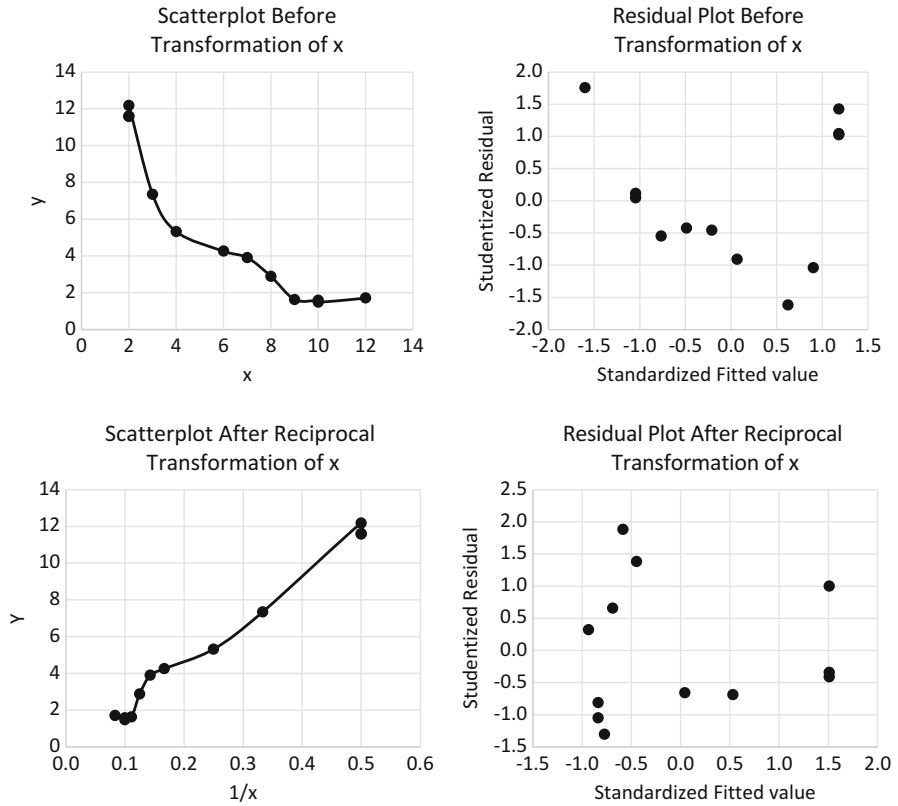 Scatterplot Before
Transformation of x
14
12
10
8
6
4
2
0
y
0 2 4 6 8 10 12 14
x
Residual Plot Before
Transformation of x
2.0
1.5
1.0
0.5
0.0
-0.5
-1.0
-1.5
-2.0
Studentized Residual
-2.0 -1.5 -1.0 -0.5 0.0 0.5 1.0 1.5
Standardized Fitted value
Scatterplot After Reciprocal
Transformation of x
14
12
10
8
6
4
2
0
Y
0.0 0.1 0.2 0.3 0.4 0.5 0.6
1/x
Residual Plot After Reciprocal
Transformation of x
2.5
2.0
1.5
1.0
0.5
0.0
-0.5
-1.0
-1.5
Studentized Residual
-1.5 -1.0 -0.5 0.0 0.5 1.0 1.5 2.0
Standardized Fitted value